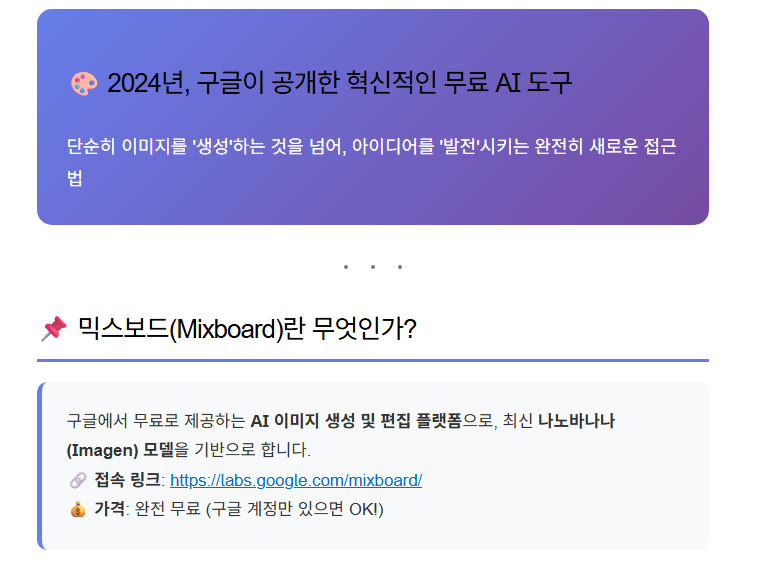 🎨 2024년, 구글이 공개한 혁신적인 무료 AI 도구
단순히 이미지를 '생성'하는 것을 넘어, 아이디어를 '발전'시키는 완전히 새로운 접근
법
• • •
📌 믹스보드(Mixboard)란 무엇인가?
구글에서 무료로 제공하는 AI 이미지 생성 및 편집 플랫폼으로, 최신 나노바나나
(Imagen) 모델을 기반으로 합니다.
🔗 접속 링크: https://labs.google.com/mixboard/
💰 가격: 완전 무료 (구글 계정만 있으면 OK!)